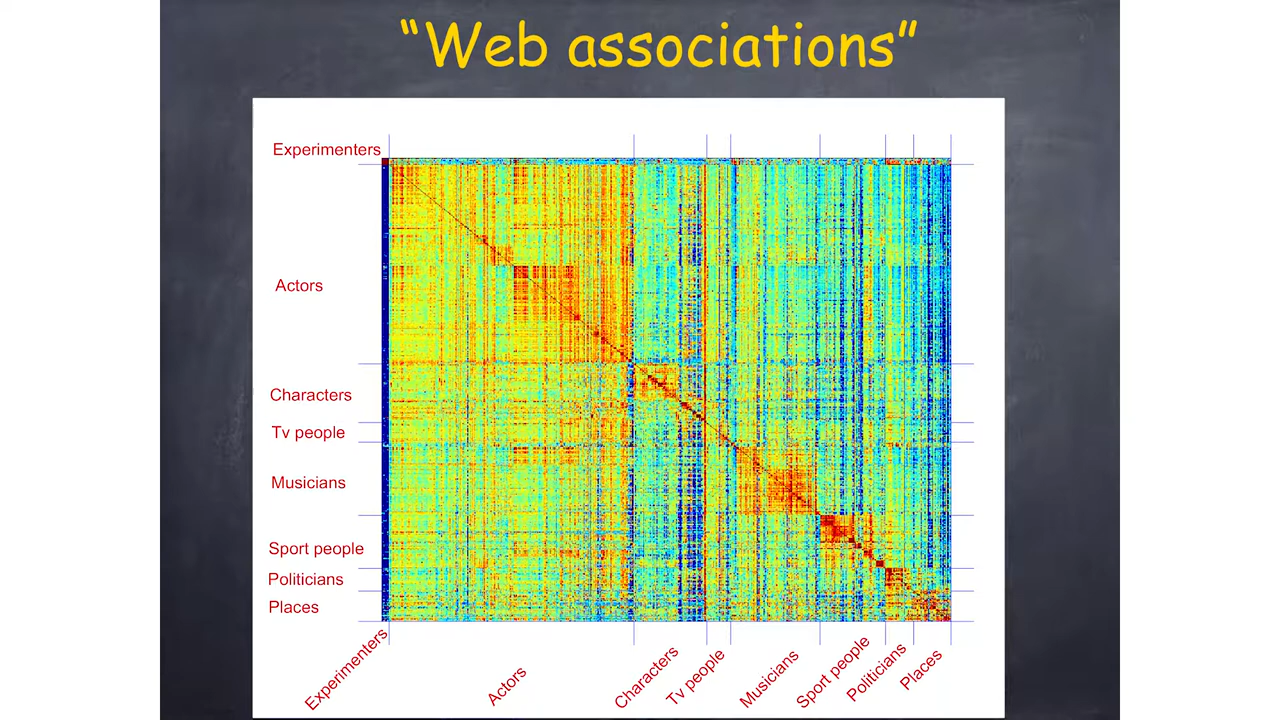 “Web associations”
Experimenters
Actors
Characters
Tv people
Musicians
Sport people
Politicians
Places
Experimenters
Actors
Characters
Tv people
Musicians
Sport people
Politicians
Places